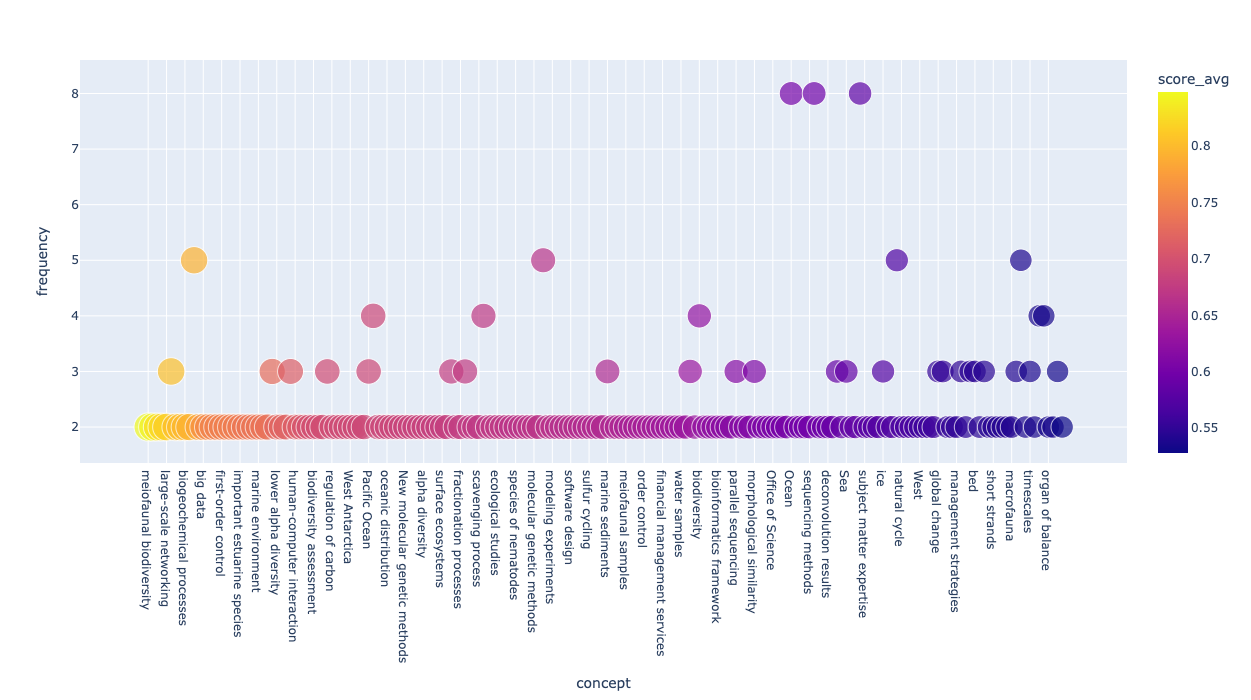 score_avg
8
7
6
5
4
3
2
frequency
0.8
0.75
0.7
0.65
0.6
0.55
meiofaunal biodiversity
large-scale networking
biogeochemical processes
big data
first-order control
important estuarine species
marine environment
lower alpha diversity
human-computer interaction
biodiversity assessment
regulation of carbon
West Antarctica
Pacific Ocean
oceanic distribution
New molecular genetic methods
alpha diversity
surface ecosystems
fractionation processes
scavenging process
ecological studies
species of nematodes
molecular genetic methods
modeling experiments
software design
sulfur cycling
marine sediments
meiofaunal samples
order control
financial management services
water samples
biodiversity
bioinformatics framework
parallel sequencing
morphological similarity
Office of Science
Ocean
sequencing methods
deconvolution results
Sea
subject matter expertise
ice
natural cycle
West
global change
management strategies
bed
short strands
macrofauna
timescales
organ of balance
concept